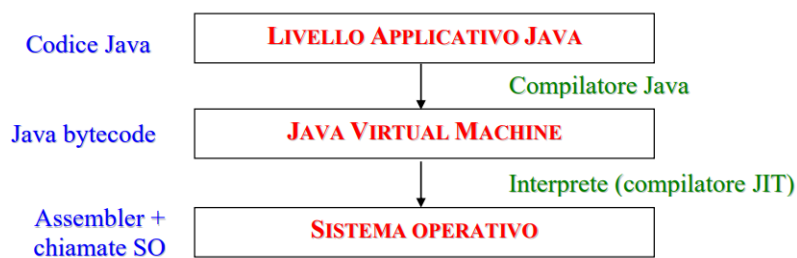 Codice Java
LIVELLO APPLICATIVO JAVA
Compilatore Java
Java bytecode
JAVA VIRTUAL MACHINE
Interprete (compilatore JIT)
Assembler +
chiamate SO
SISTEMA OPERATIVO